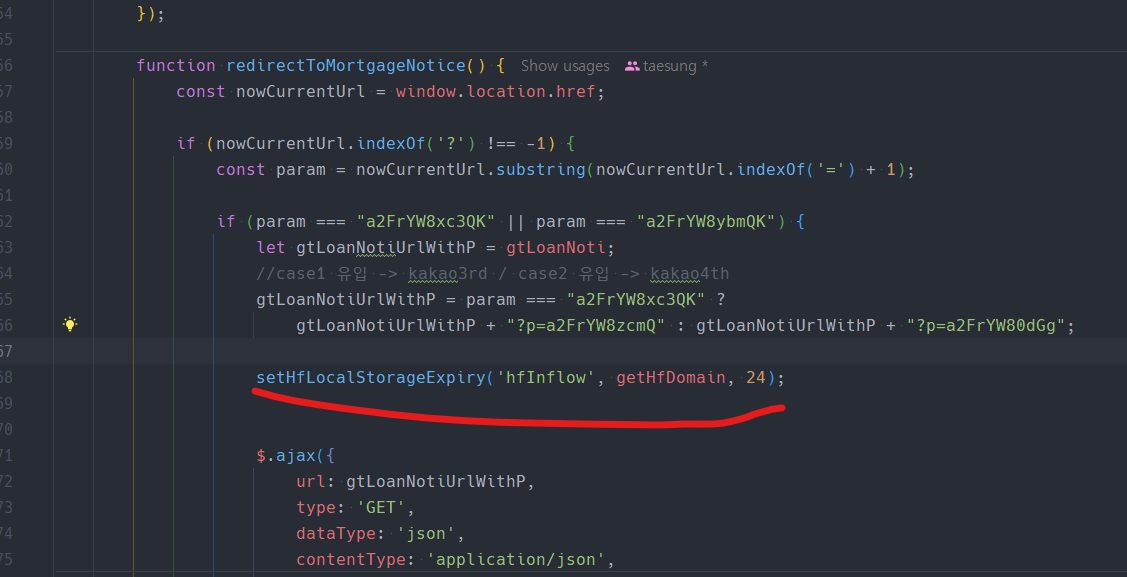 54 });
55
56 function redirectToMortgageNotice() { Show usages taesung *
57 const nowCurrentUrl = window.location.href;
58
59 if (nowCurrentUrl.indexOf('?') !== -1) {
60 const param = nowCurrentUrl.substring(nowCurrentUrl.indexOf('=') + 1);
61
62 if (param === "a2FrYW8xc3QK" || param === "a2FrYW8ybmQK") {
63 let gtLoanNotiUrlWithP = gtLoanNoti;
64 //case1 유입 -> kakao3rd / case2 유입 -> kakao4th
65 gtLoanNotiUrlWithP = param === "a2FrYW8xc3QK" ?
66 gtLoanNotiUrlWithP + "?p=a2FrYW8zcmQ" : gtLoanNotiUrlWithP + "?p=a2FrYW80dGg";
67
68 setHfLocalStorageExpiry('hfInflow', getHfDomain, 24);
69
70
71 $.ajax({
72 url: gtLoanNotiUrlWithP,
73 type: 'GET',
74 dataType: 'json',
75 contentType: 'application/json',